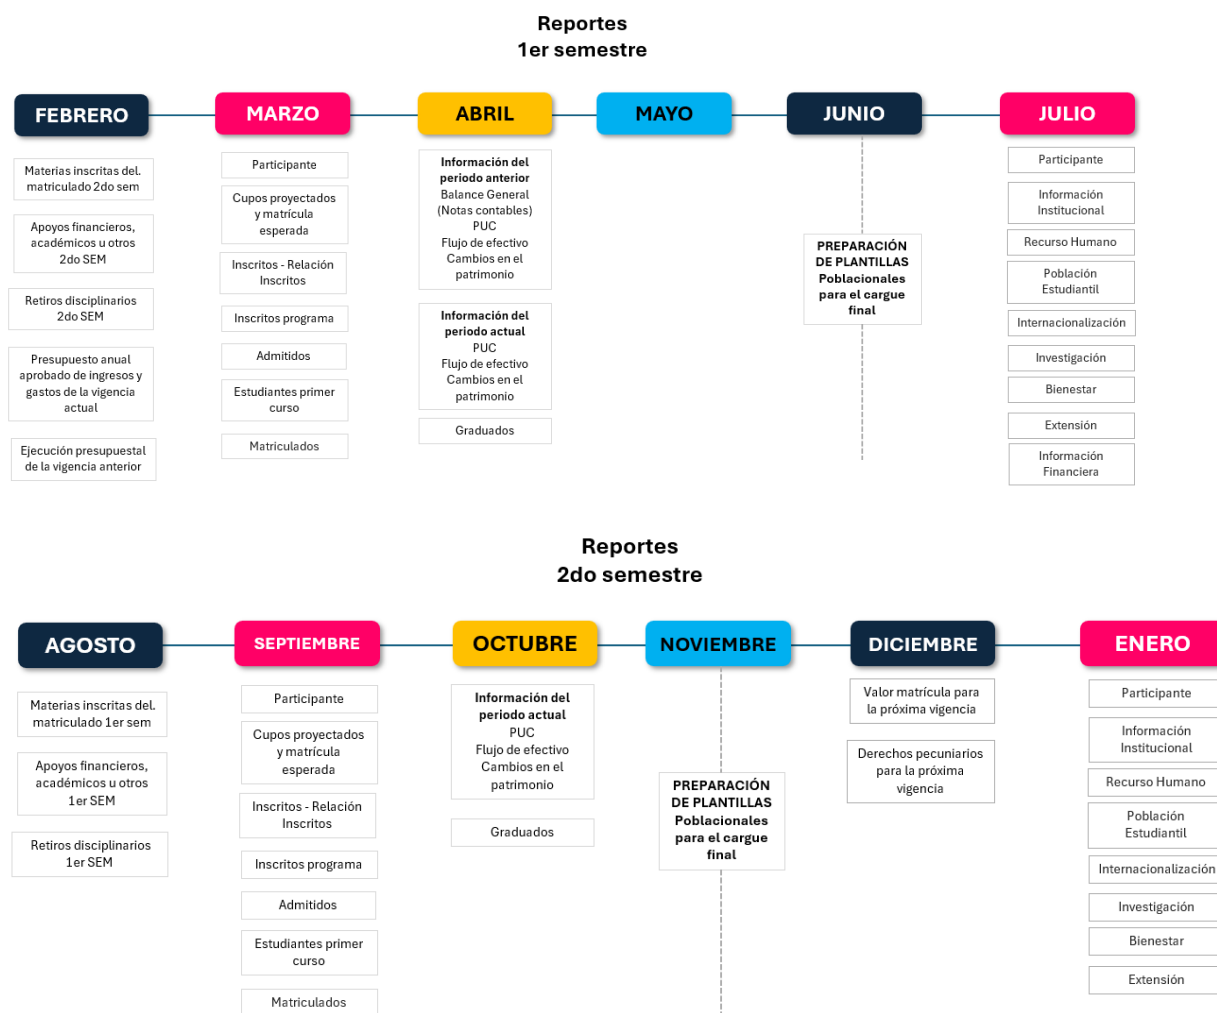 Reportes
1er semestre
FEBRERO
MARZO
ABRIL
MAYO
JUNIO
JULIO
Materias inscritas del.
matriculado 2do sem
Apoyos financieros,
académicos u otros
2do SEM
Retiros disciplinarios
2do SEM
Presupuesto anual
aprobado de ingresos y
gastos de la vigencia
actual
Ejecución presupuestal
de la vigencia anterior
Participante
Cupos proyectados
y matrícula
esperada
Inscritos - Relación
Inscritos
Inscritos programa
Admitidos
Estudiantes primer
curso
Matriculados
Información del
periodo anterior
Balance General
(Notas contables)
PUC
Flujo de efectivo
Cambios en el
patrimonio
Información del
periodo actual
PUC
Flujo de efectivo
Cambios en el
patrimonio
Graduados
PREPARACIÓN
DE PLANTILLAS
Poblacionales
para el cargue
final
Participante
Información
Institucional
Recurso Humano
Población
Estudiantil
Internacionalización
Investigación
Bienestar
Extensión
Información
Financiera
Reportes
2do semestre
AGOSTO
SEPTIEMBRE
OCTUBRE
NOVIEMBRE
DICIEMBRE
ENERO
Materias inscritas del.
matriculado 1er sem
Apoyos financieros,
académicos u otros
1er SEM
Retiros disciplinarios
1er SEM
Participante
Cupos proyectados
y matrícula
esperada
Inscritos - Relación
Inscritos
Inscritos programa
Admitidos
Estudiantes primer
curso
Matriculados
Información del
periodo actual
PUC
Flujo de efectivo
Cambios en el
patrimonio
Graduados
PREPARACIÓN
DE PLANTILLAS
Poblacionales
para el cargue
final
Valor matrícula para
la próxima vigencia
Derechos pecuniarios
para la próxima
vigencia
Participante
Información
Institucional
Recurso Humano
Población
Estudiantil
Internacionalización
Investigación
Bienestar
Extensión